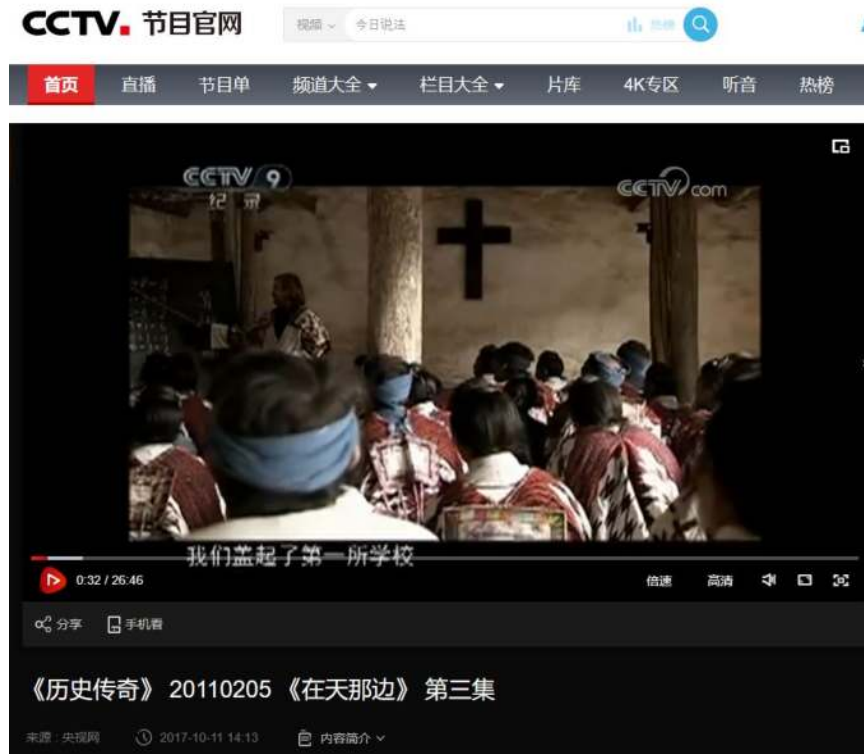 CCTV. 节目官网
视频 今日说法 热榜
首页 直播 节目单 频道大全 栏目大全 片库 4K专区 听音 热榜
CCTV 9 CCTV.com
纪录
我们盖起了第一所学校
0:32 / 26:46 倍速 高清
分享 手机看
《历史传奇》 20110205 《在天那边》 第三集
来源:央视网 2017-10-11 14:13 内容简介